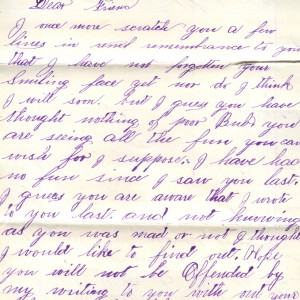 Dear Friend
I once more scratch you a few
lines in remembrance to you
that I have not forgotten your
Smiling face yet nor do I think
I will soon. but I guess you have
thought nothing of poor Bud. you
are seeing all the fun you can
wish for I suppose. I have had
no fun since I saw you last.
I guess you are aware that I wrote
to you last. and not knowing
as you was mad or not I thought
I would like to find out. Hope
you will not be Offended by
my writing to you with out your